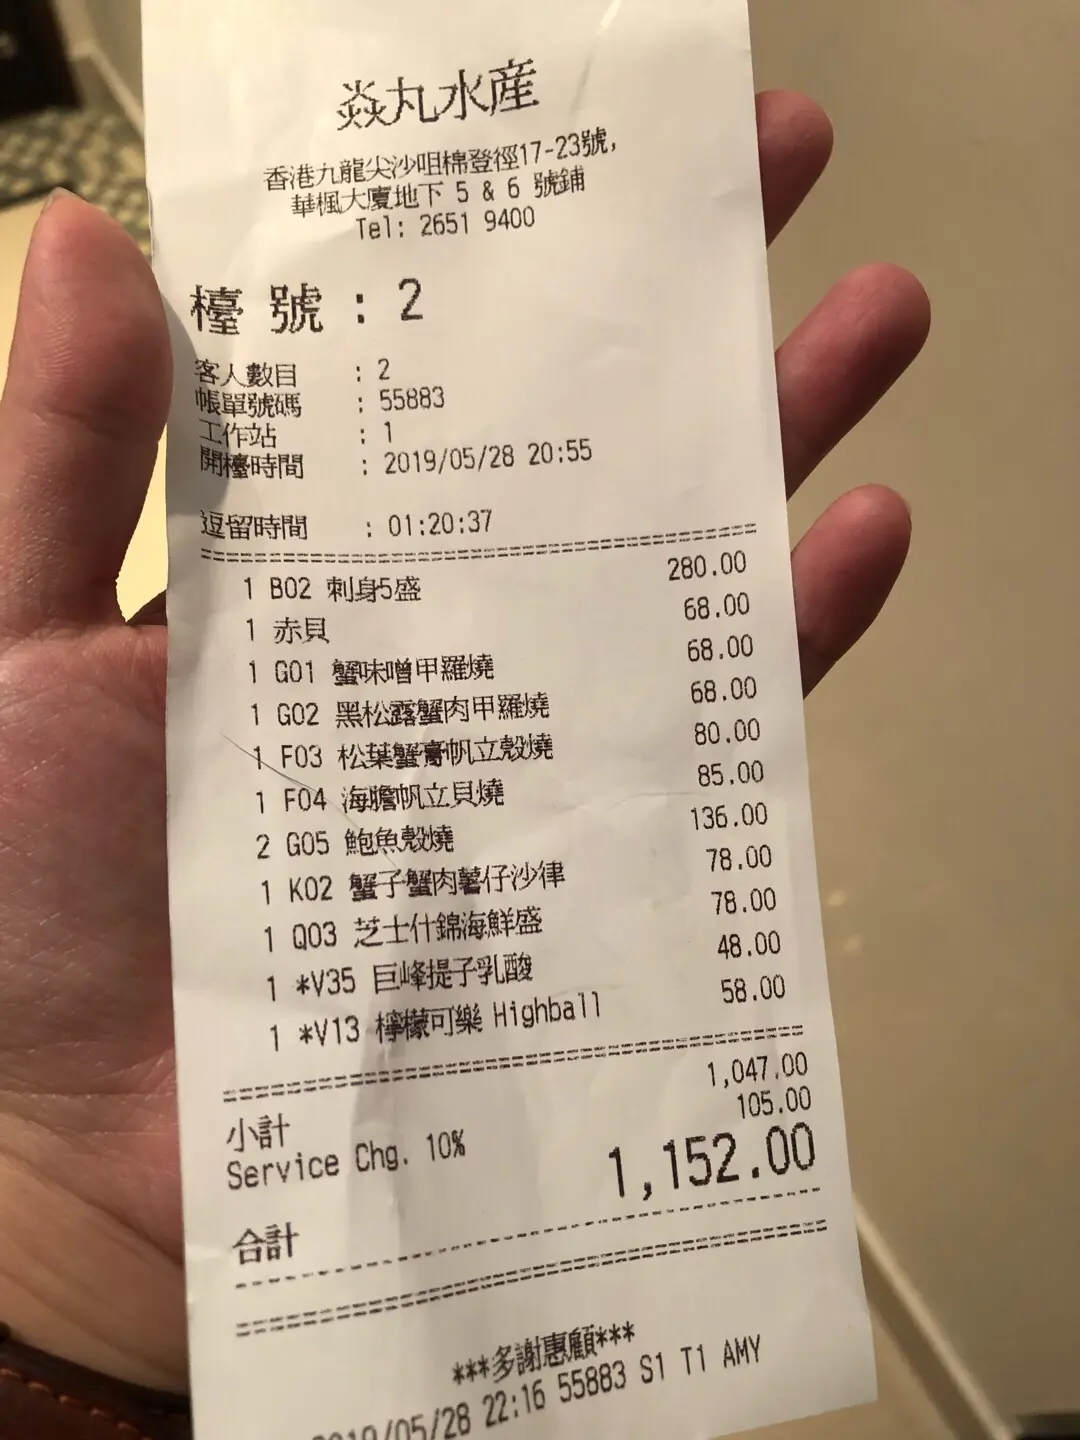 焱丸水産
香港九龍尖沙咀棉登徑17-23號,
華楓大廈地下 5 & 6 號鋪
Tel: 2651 9400
檯 號 : 2
客人數目 : 2
帳單號碼 : 55883
工作站 : 1
開檯時間 : 2019/05/28 20:55
逗留時間 : 01:20:37
1 B02 刺身5盛 280.00
1 赤貝 68.00
1 G01 蟹味噌甲羅燒 68.00
1 G02 黑松露蟹肉甲羅燒 68.00
1 F03 松葉蟹膏帆立殼燒 80.00
1 F04 海膽帆立貝燒 85.00
2 G05 鮑魚殼燒 136.00
1 K02 蟹子蟹肉薯仔沙律 78.00
1 Q03 芝士什錦海鮮盛 78.00
1 *V35 巨峰提子乳酸 48.00
1 *V13 檸檬可樂 Highball 58.00
小計 1,047.00
Service Chg. 10% 105.00
合計 1,152.00
***多謝惠顧***
2019/05/28 22:16 55883 S1 T1 AMY